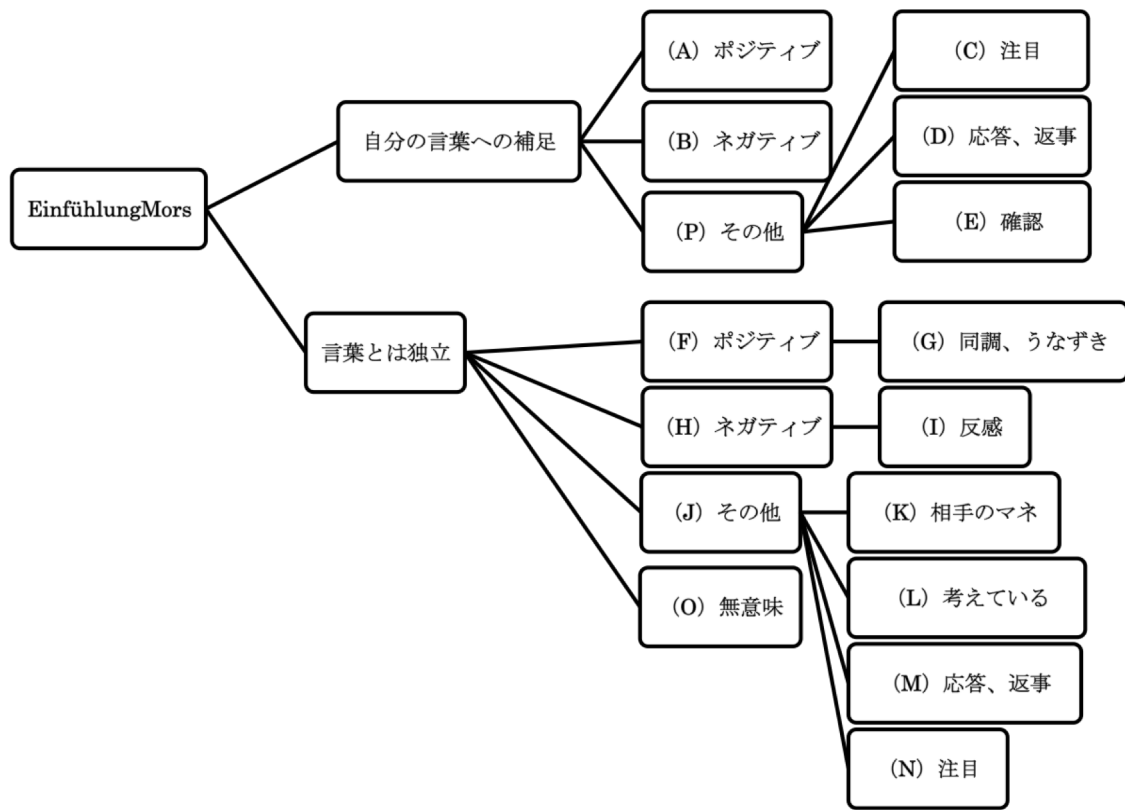 EinfühlungMors
自分の言葉への補足
(A) ポジティブ
(B) ネガティブ
(P) その他
(C) 注目
(D) 応答、返事
(E) 確認
言葉とは独立
(F) ポジティブ
(G) 同調、うなずき
(H) ネガティブ
(I) 反感
(J) その他
(K) 相手のマネ
(L) 考えている
(M) 応答、返事
(N) 注目
(O) 無意味